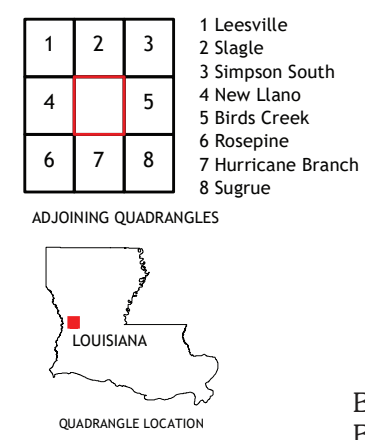 1 2 3
4 5
6 7 8
1 Leesville
2 Slagle
3 Simpson South
4 New Llano
5 Birds Creek
6 Rosepine
7 Hurricane Branch
8 Sugrue
ADJOINING QUADRANGLES
LOUISIANA
QUADRANGLE LOCATION